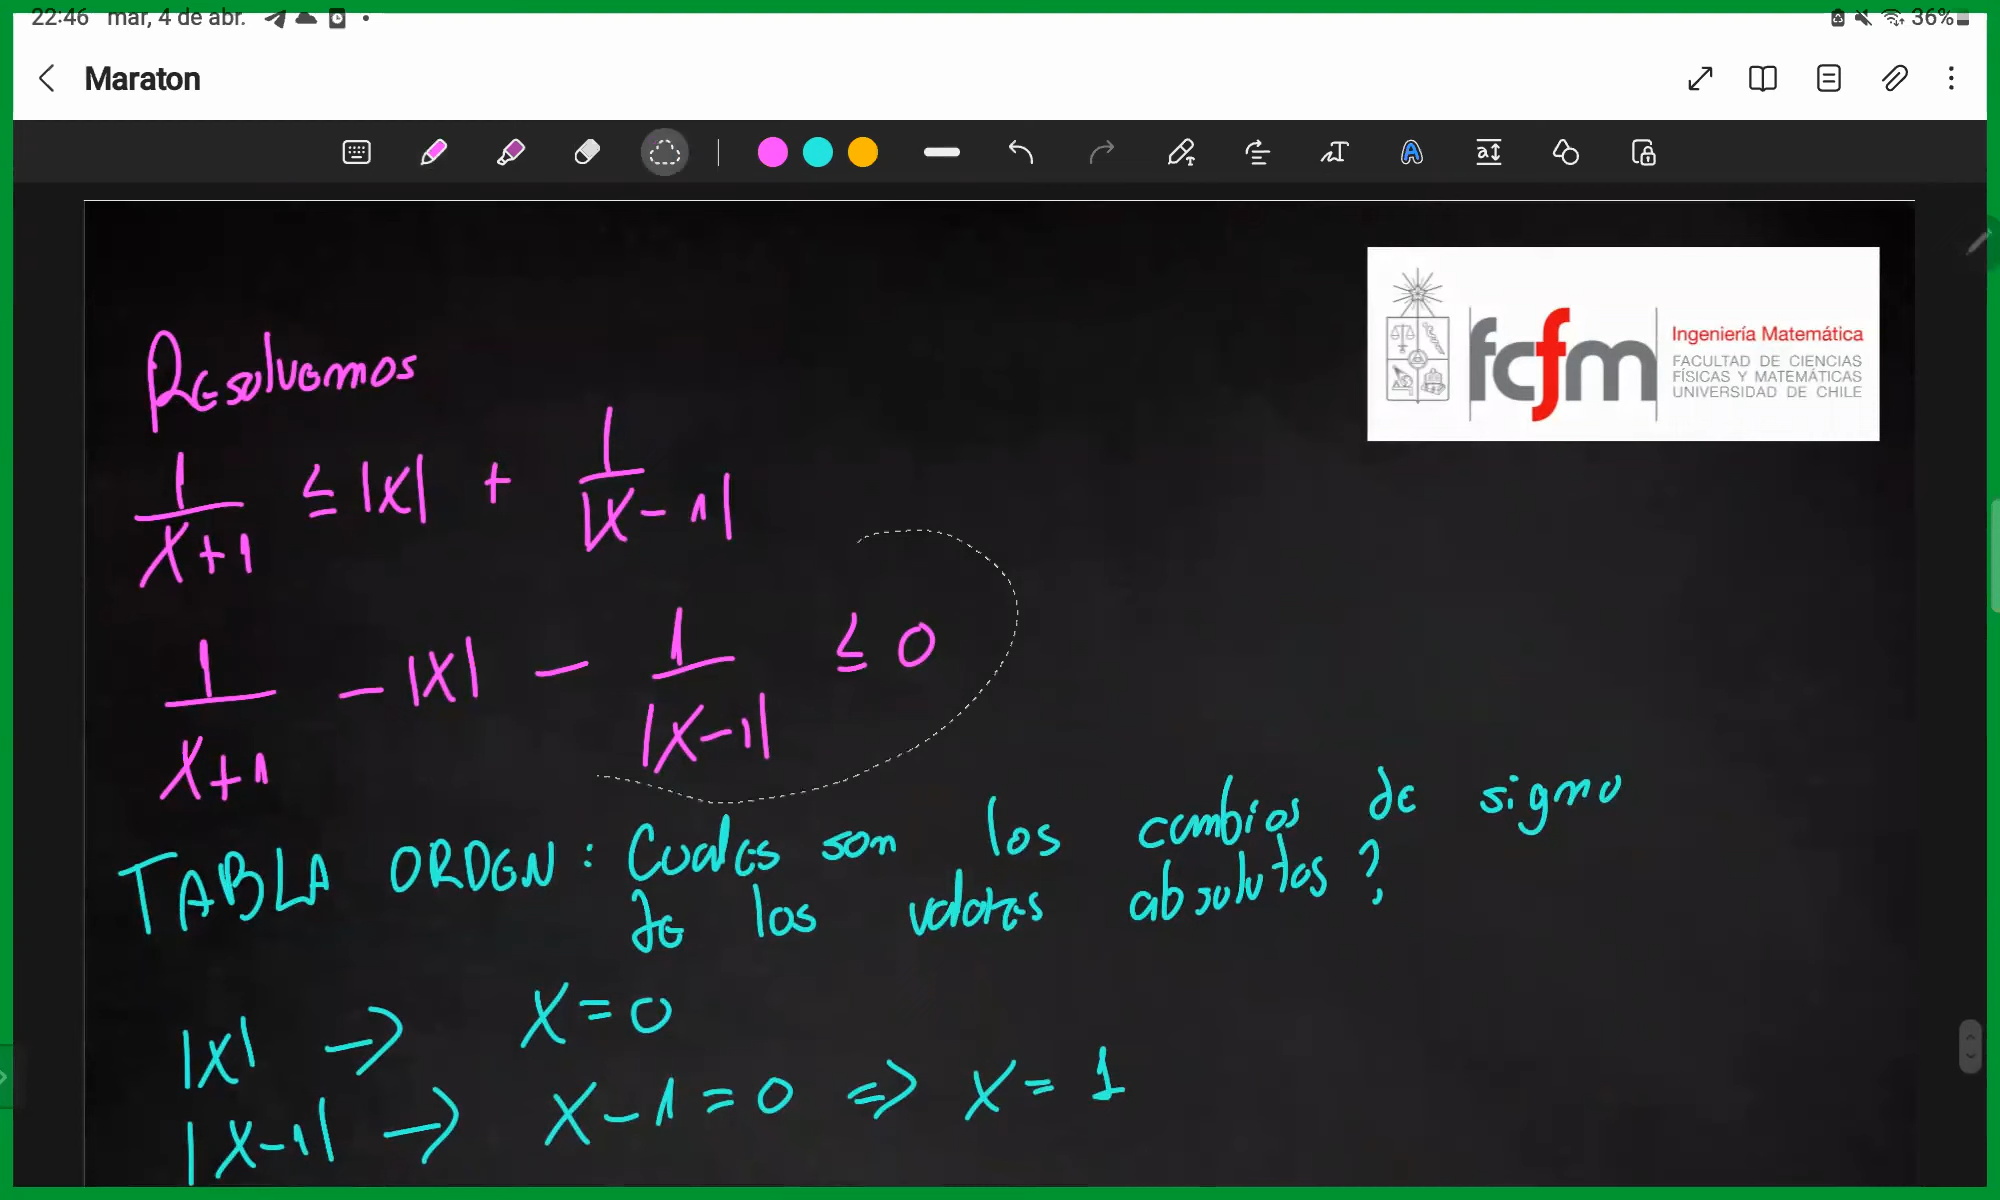 22:46 mar, 4 de abr.
36%
Maraton
Resolvemos
1/(x+1) ≤ |x| + 1/|x-1|
1/(x+1) - |x| - 1/|x-1| ≤ 0
TABLA ORDEN: Cuales son los cambios de signo
de los valores absolutos?
|x| → x=0
|x-1| → x-1=0 => x=1
fcfm
Ingeniería Matemática
FACULTAD DE CIENCIAS
FÍSICAS Y MATEMÁTICAS
UNIVERSIDAD DE CHILE